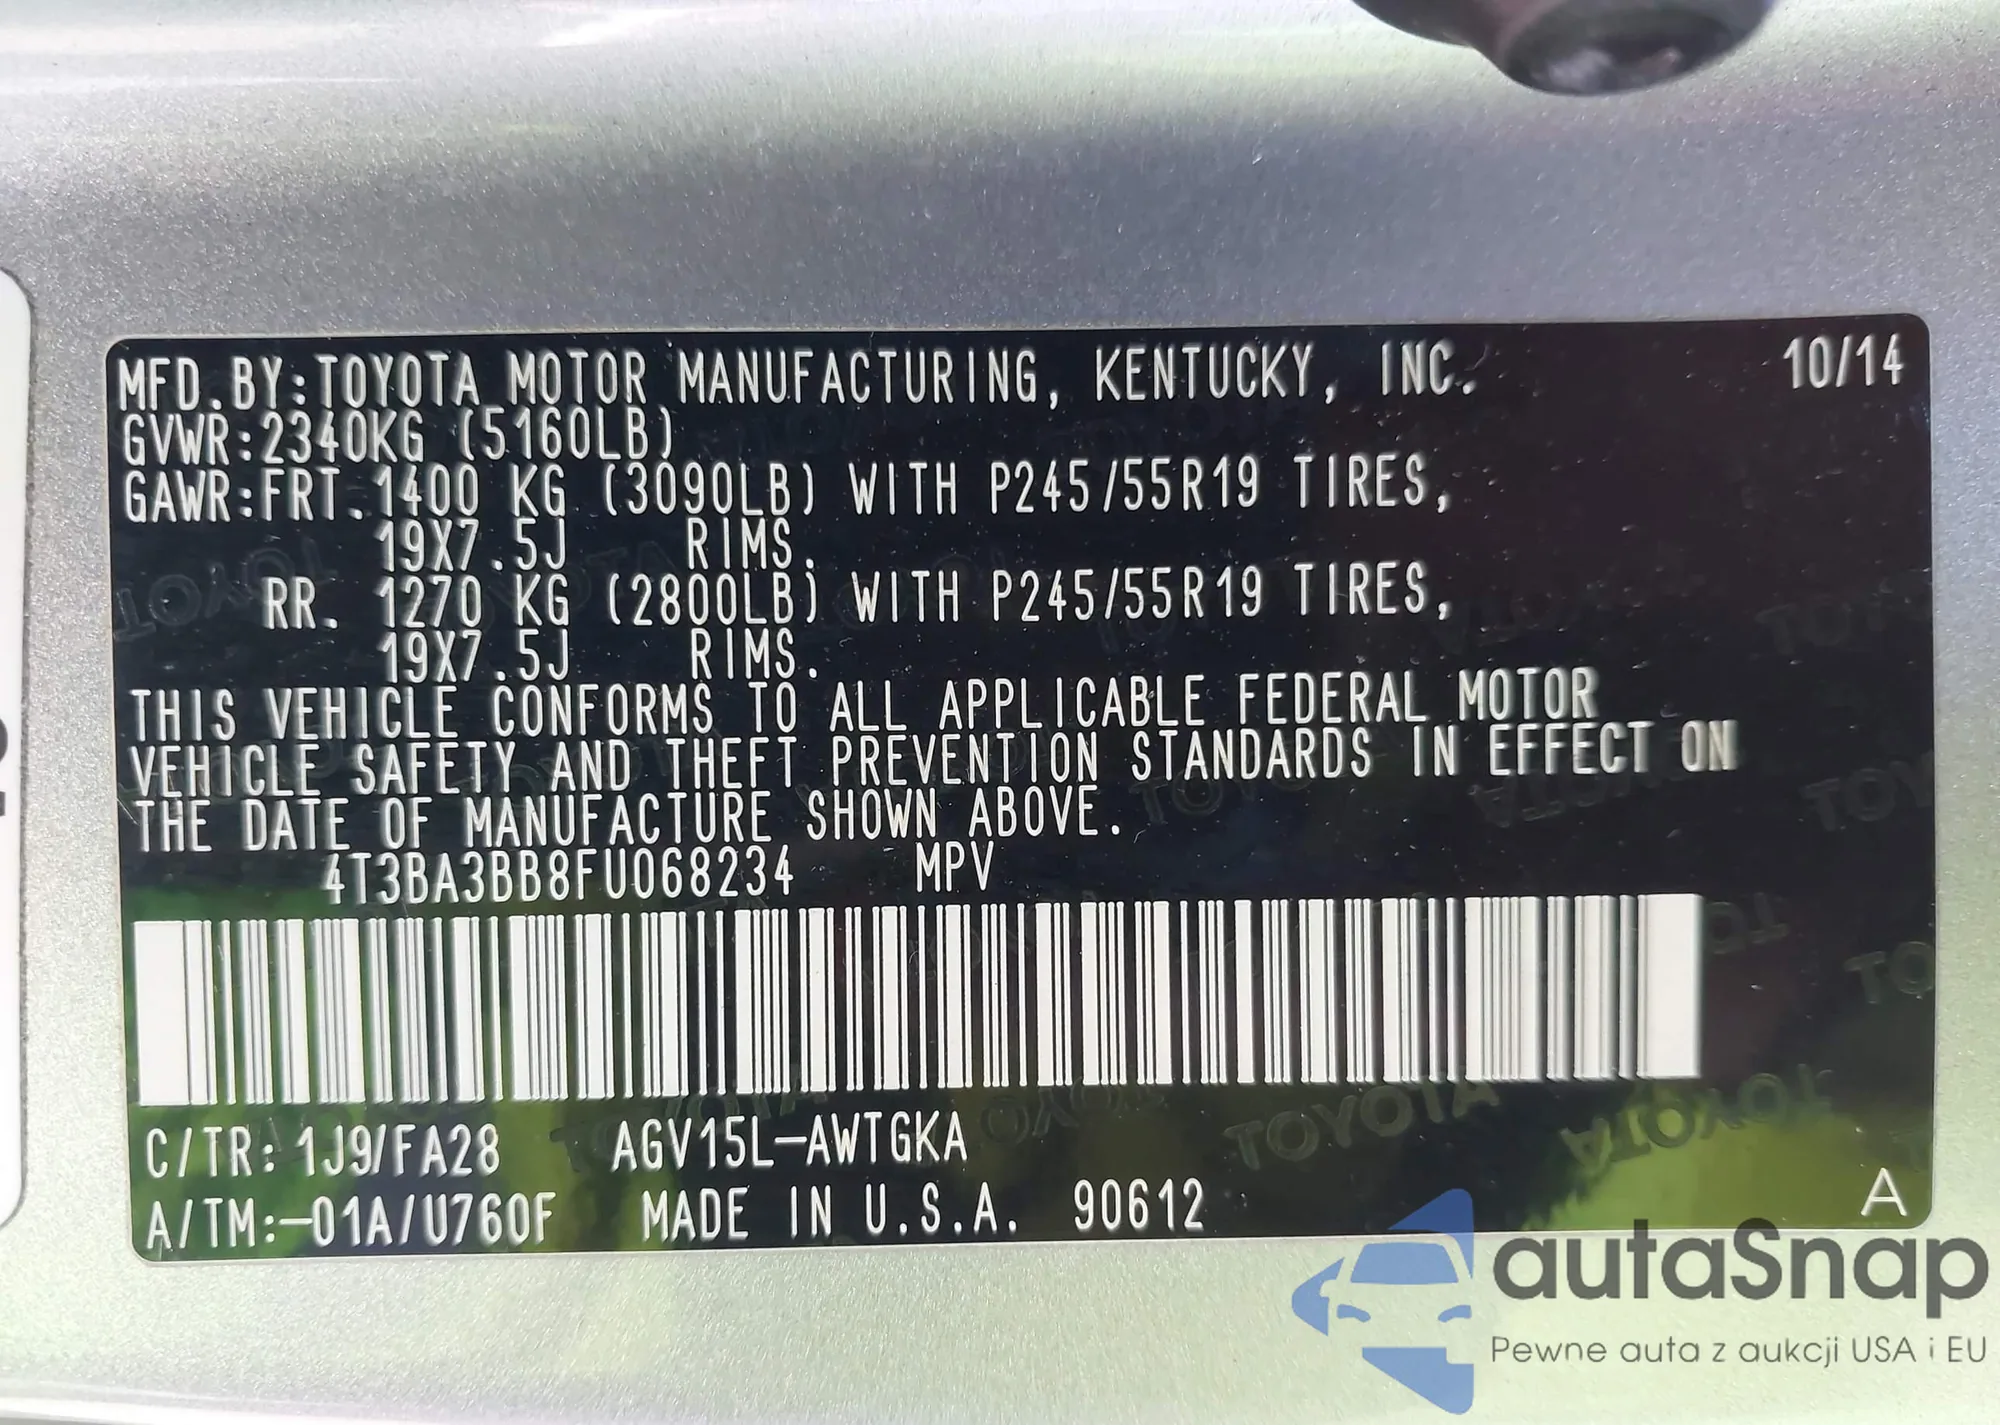 MFD.BY:TOYOTA MOTOR MANUFACTURING, KENTUCKY, INC. 10/14
GVWR:2340KG (5160LB)
GAWR:FRT.1400 KG (3090LB) WITH P245/55R19 TIRES,
19X7.5J RIMS.
RR. 1270 KG (2800LB) WITH P245/55R19 TIRES,
19X7.5J RIMS.
THIS VEHICLE CONFORMS TO ALL APPLICABLE FEDERAL MOTOR
VEHICLE SAFETY AND THEFT PREVENTION STANDARDS IN EFFECT ON
THE DATE OF MANUFACTURE SHOWN ABOVE.
4T3BA3BB8FU068234 MPV
C/TR: 1J9/FA28 AGV15L-AWTGKA
A/TM:-01A/U760F MADE IN U.S.A. 90612 A
autaSnap
Pewne auta z aukcji USA i EU